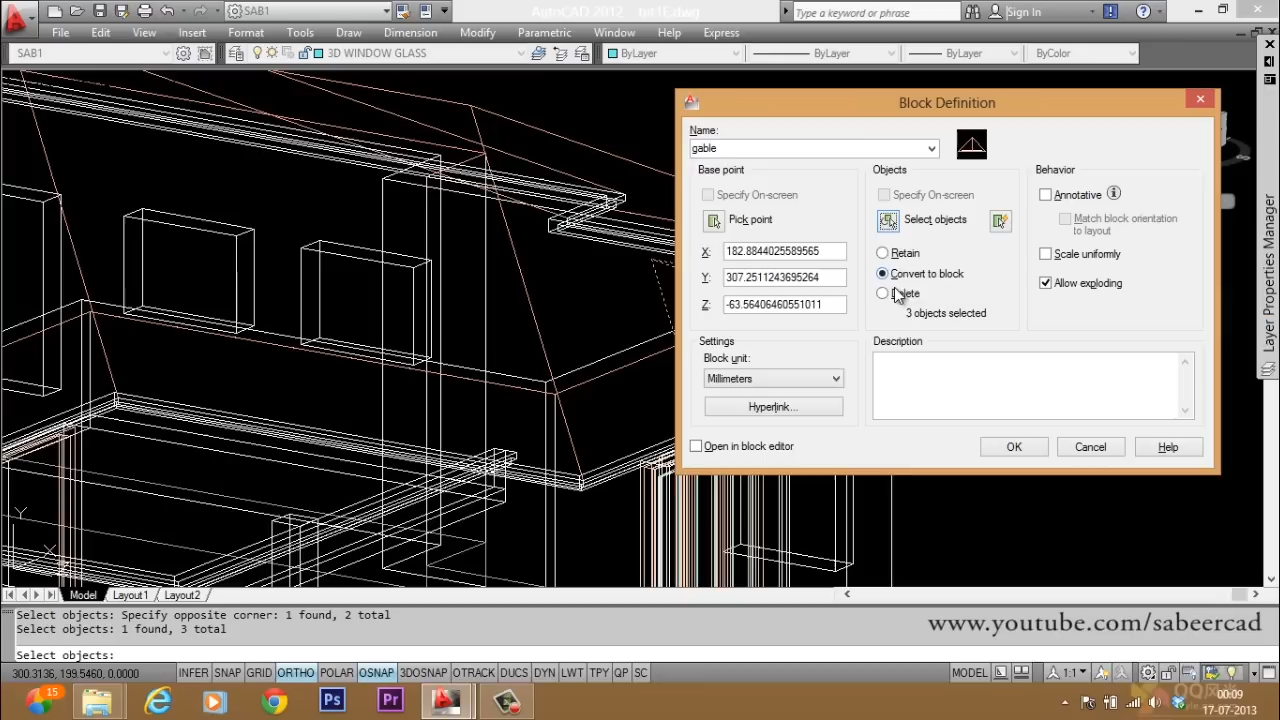 SAB1
AutoCAD 2012
Type a keyword or phrase
Sign In
File Edit View Insert Format Tools Draw Dimension Modify Parametric Window Help Express
SAB1
3D WINDOW GLASS
ByLayer
ByLayer
ByLayer
ByColor
Block Definition
Name:
gable
Base point
Specify On-screen
Pick point
X: 182.8844025589565
Y: 307.2511243695264
Z: -63.56406460551011
Objects
Specify On-screen
Select objects
Retain
Convert to block
Delete
3 objects selected
Behavior
Annotative
Match block orientation
to layout
Scale uniformly
Allow exploding
Settings
Block unit:
Millimeters
Hyperlink...
Description
Open in block editor
OK Cancel Help
Layer Properties Manager
Y
X
Model Layout1 Layout2
Select objects: Specify opposite corner: 1 found, 2 total
Select objects: 1 found, 3 total
Select objects:
www.youtube.com/sabeercad
300.3136, 199.5460, 0.0000
INFER SNAP GRID ORTHO POLAR OSNAP 3DOSNAP OTRACK DUCS DYN LWT TPY QP SC
MODEL
1:1
15
Ps
Pr
00:09
17-07-2013